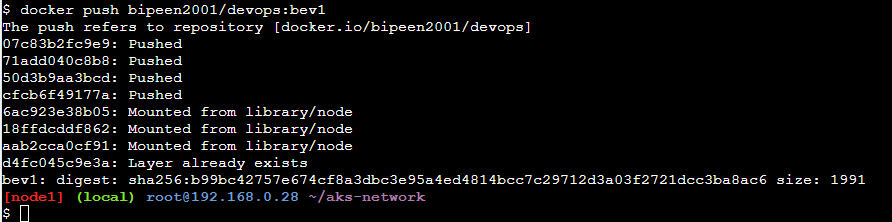 $ docker push bipeen2001/devops:bev1
The push refers to repository [docker.io/bipeen2001/devops]
07c83b2fc9e9: Pushed
71add040c8b8: Pushed
50d3b9aa3bcd: Pushed
cfcb6f49177a: Pushed
6ac923e38b05: Mounted from library/node
18ffdcddf862: Mounted from library/node
aab2cca0cf91: Mounted from library/node
d4fc045c9e3a: Layer already exists
bev1: digest: sha256:b99bc42757e674cf8a3dbc3e95a4ed4814bcc7c29712d3a03f2721dcc3ba8ac6 size: 1991
[node1] (local) root@192.168.0.28 ~/aks-network
$